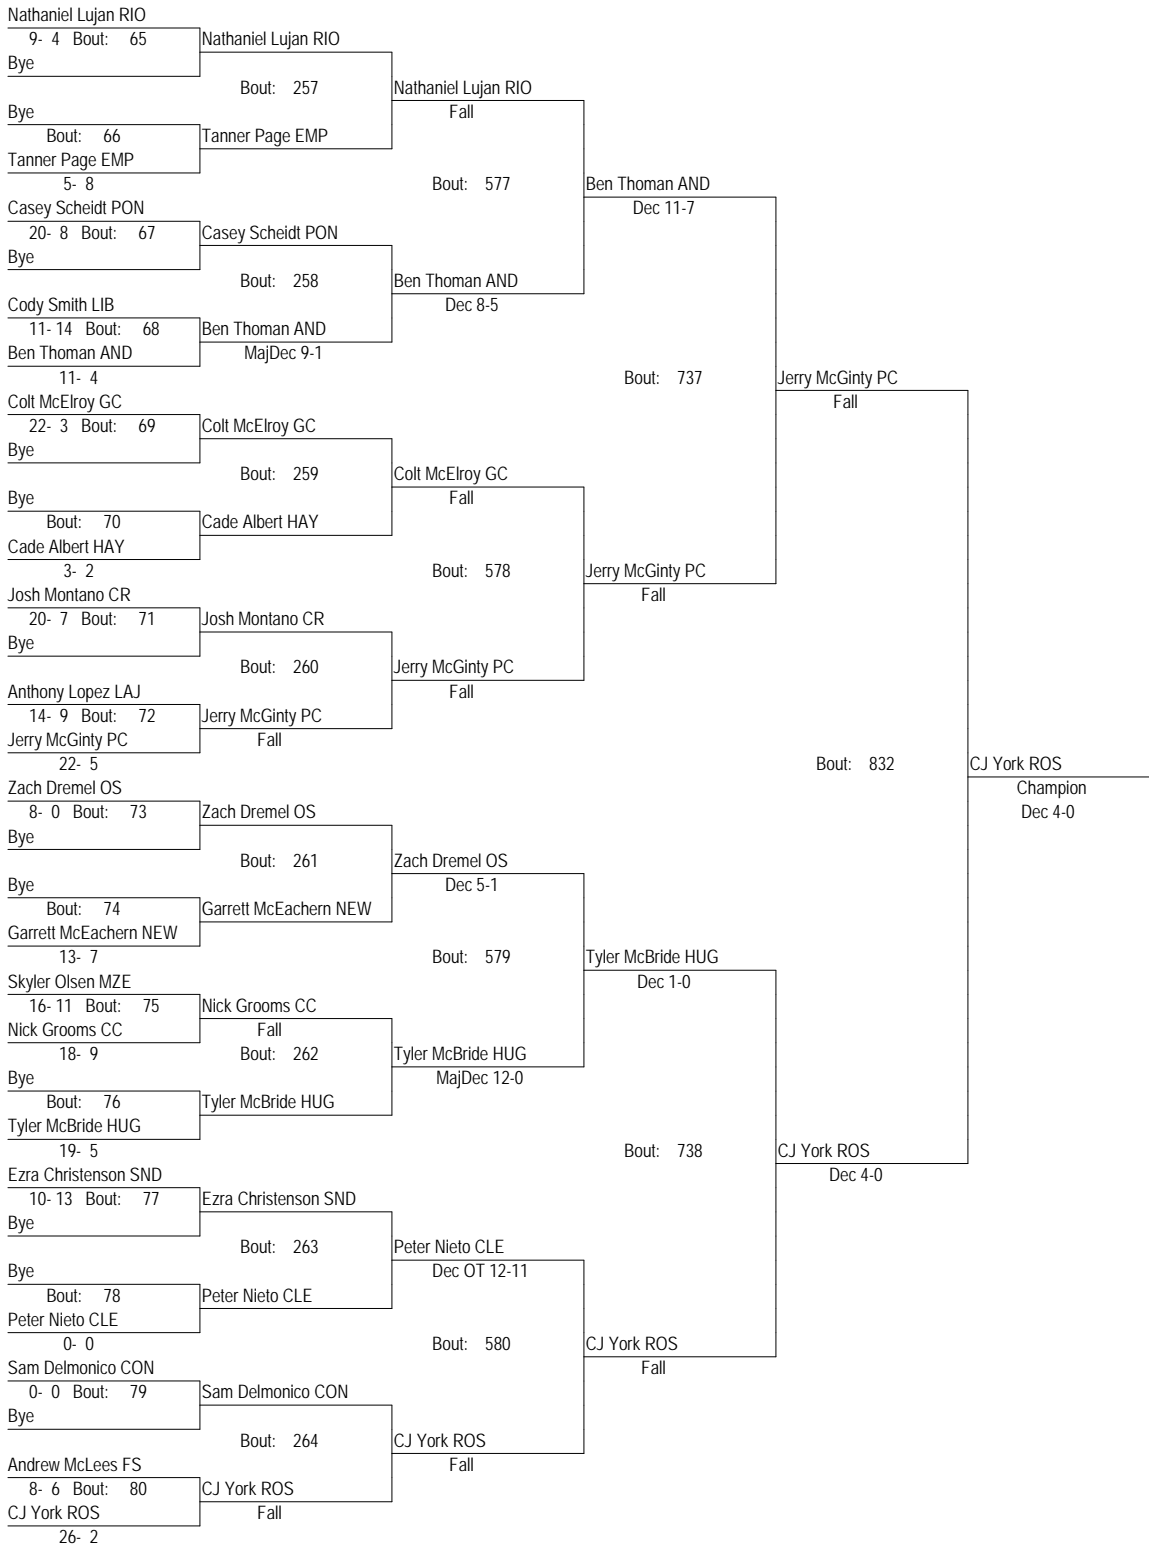 Nathaniel Lujan RIO
9- 4 Bout: 65
Nathaniel Lujan RIO
Bye
Bout: 257
Nathaniel Lujan RIO
Bye
Fall
Bout: 66
Tanner Page EMP
Tanner Page EMP
5- 8
Bout: 577
Ben Thoman AND
Casey Scheidt PON
Dec 11-7
20- 8 Bout: 67
Casey Scheidt PON
Bye
Bout: 258
Ben Thoman AND
Cody Smith LIB
Dec 8-5
11- 14 Bout: 68
Ben Thoman AND
Ben Thoman AND
MajDec 9-1
11- 4
Bout: 737
Jerry McGinty PC
Colt McElroy GC
Fall
22- 3 Bout: 69
Colt McElroy GC
Bye
Bout: 259
Colt McElroy GC
Bye
Fall
Bout: 70
Cade Albert HAY
Cade Albert HAY
3- 2
Bout: 578
Jerry McGinty PC
Josh Montano CR
Fall
20- 7 Bout: 71
Josh Montano CR
Bye
Bout: 260
Jerry McGinty PC
Anthony Lopez LAJ
Fall
14- 9 Bout: 72
Jerry McGinty PC
Jerry McGinty PC
Fall
22- 5
Bout: 832
CJ York ROS
Zach Dremel OS
Champion
8- 0 Bout: 73
Zach Dremel OS
Dec 4-0
Bye
Bout: 261
Zach Dremel OS
Bye
Dec 5-1
Bout: 74
Garrett McEachern NEW
Garrett McEachern NEW
13- 7
Bout: 579
Tyler McBride HUG
Skyler Olsen MZE
Dec 1-0
16- 11 Bout: 75
Nick Grooms CC
Nick Grooms CC
Fall
18- 9
Bout: 262
Tyler McBride HUG
Bye
MajDec 12-0
Bout: 76
Tyler McBride HUG
Tyler McBride HUG
19- 5
Bout: 738
CJ York ROS
Ezra Christenson SND
Dec 4-0
10- 13 Bout: 77
Ezra Christenson SND
Bye
Bout: 263
Peter Nieto CLE
Bye
Dec OT 12-11
Bout: 78
Peter Nieto CLE
Peter Nieto CLE
0- 0
Bout: 580
CJ York ROS
Sam Delmonico CON
Fall
0- 0 Bout: 79
Sam Delmonico CON
Bye
Bout: 264
CJ York ROS
Andrew McLees FS
Fall
8- 6 Bout: 80
CJ York ROS
CJ York ROS
Fall
26- 2